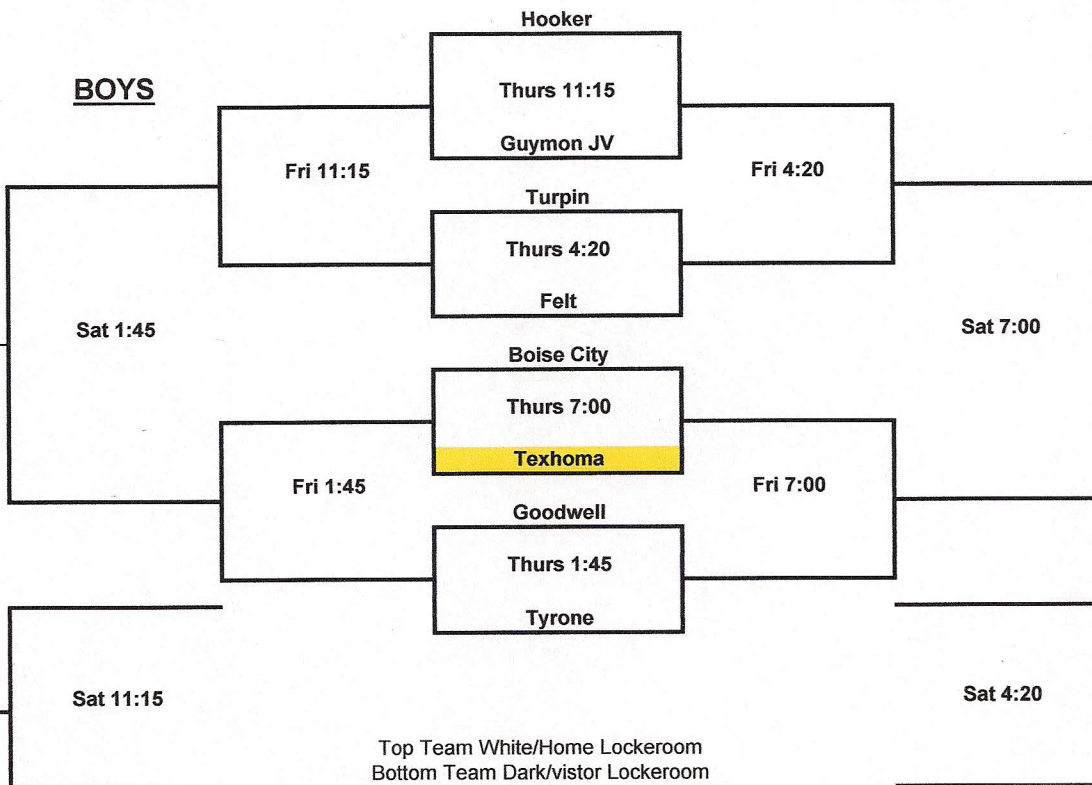 Hooker
BOYS
Thurs 11:15
Guymon JV
Fri 11:15
Fri 4:20
Turpin
Thurs 4:20
Felt
Sat 1:45
Sat 7:00
Boise City
Thurs 7:00
Texhoma
Fri 1:45
Fri 7:00
Goodwell
Thurs 1:45
Tyrone
Sat 11:15
Sat 4:20
Top Team White/Home Lockeroom
Bottom Team Dark/vistor Lockeroom